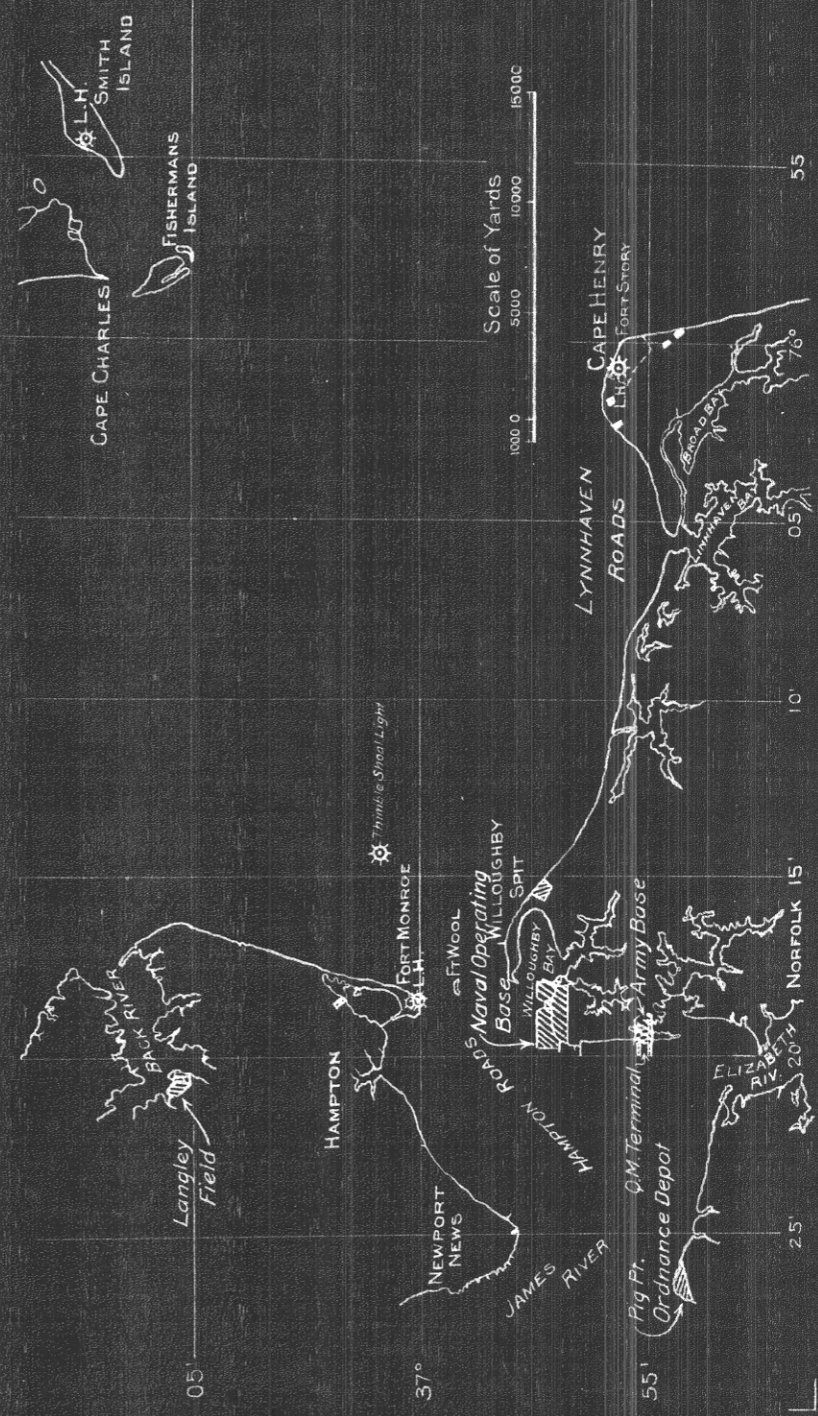 L.H.
SMITH
ISLAND
CAPE CHARLES
FISHERMANS
ISLAND
BACK RIVER
Langley
Field
05'
HAMPTON
Thimble Shoal Light
FORT MONROE
L.H.
37°
NEWPORT
NEWS
FT WOOL
Naval Operating
Base
WILLOUGHBY
SPIT
WILLOUGHBY
BAY
HAMPTON ROADS
JAMES RIVER
Scale of Yards
1000 0 5000 10000 15000
LYNNHAVEN
ROADS
CAPE HENRY
L.H.
FORT STORY
BROAD BAY
LINNHAVEN BAY
Pig Pt.
Ordnance Depot
Q.M. Terminal
Army Base
55'
ELIZABETH
RIV.
NORFOLK
25' 20' 15' 10' 05' 76° 55